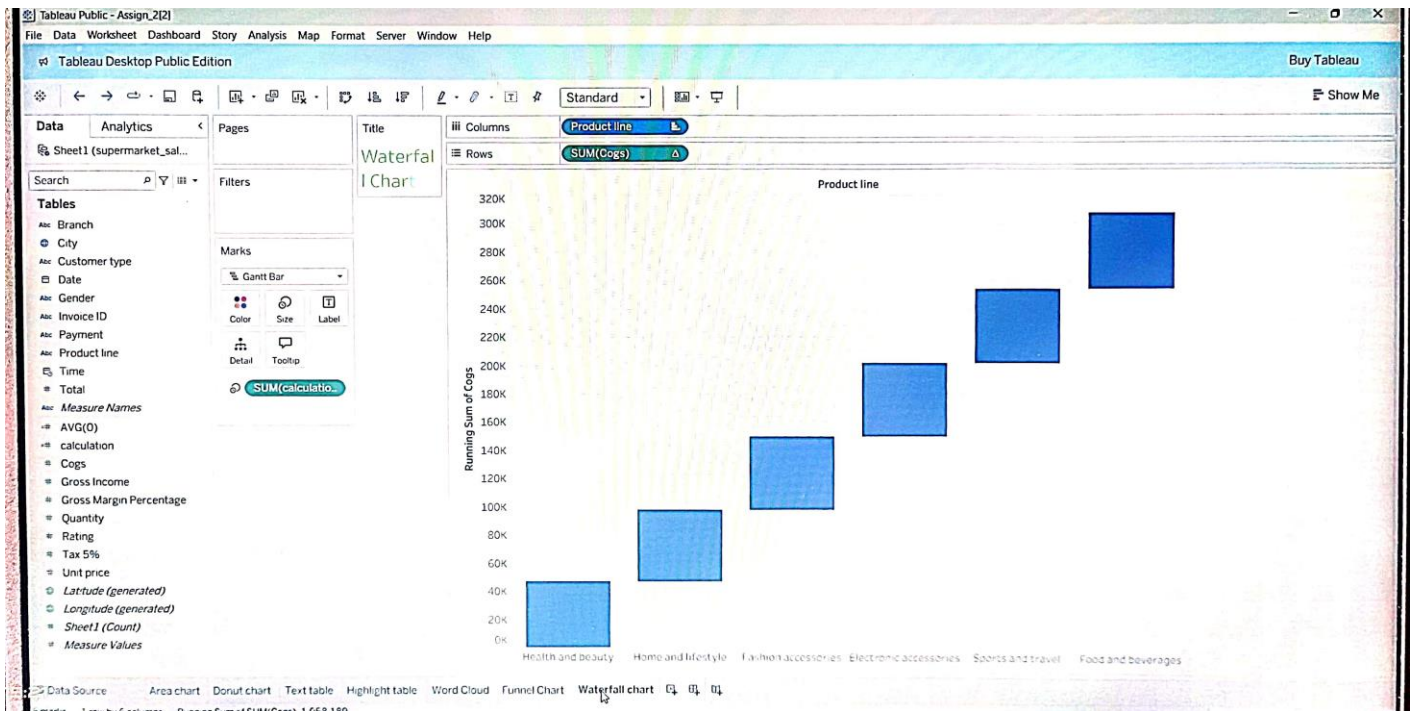 Tableau Public - Assign_2[2]
File Data Worksheet Dashboard Story Analysis Map Format Server Window Help
Tableau Desktop Public Edition
Buy Tableau
Standard
Show Me
Data Analytics
Sheet1 (supermarket_sal...
Search
Tables
Abc Branch
City
Abc Customer type
Date
Abc Gender
Abc Invoice ID
Abc Payment
Abc Product line
Time
# Total
Abc Measure Names
=# AVG(0)
=# calculation
# Cogs
# Gross Income
# Gross Margin Percentage
# Quantity
# Rating
# Tax 5%
# Unit price
Latitude (generated)
Longitude (generated)
# Sheet1 (Count)
# Measure Values
Pages
Filters
Marks
Gantt Bar
Color Size Label
Detail Tooltip
SUM(calculatio..
Title
Waterfal
l Chart
Columns Product line
Rows SUM(Cogs) Δ
Product line
320K
300K
280K
260K
240K
220K
200K
180K
160K
140K
120K
100K
80K
60K
40K
20K
0K
Running Sum of Cogs
Health and beauty Home and lifestyle Fashion accessories Electronic accessories Sports and travel Food and beverages
Data Source Area chart Donut chart Text table Highlight table Word Cloud Funnel Chart Waterfall chart